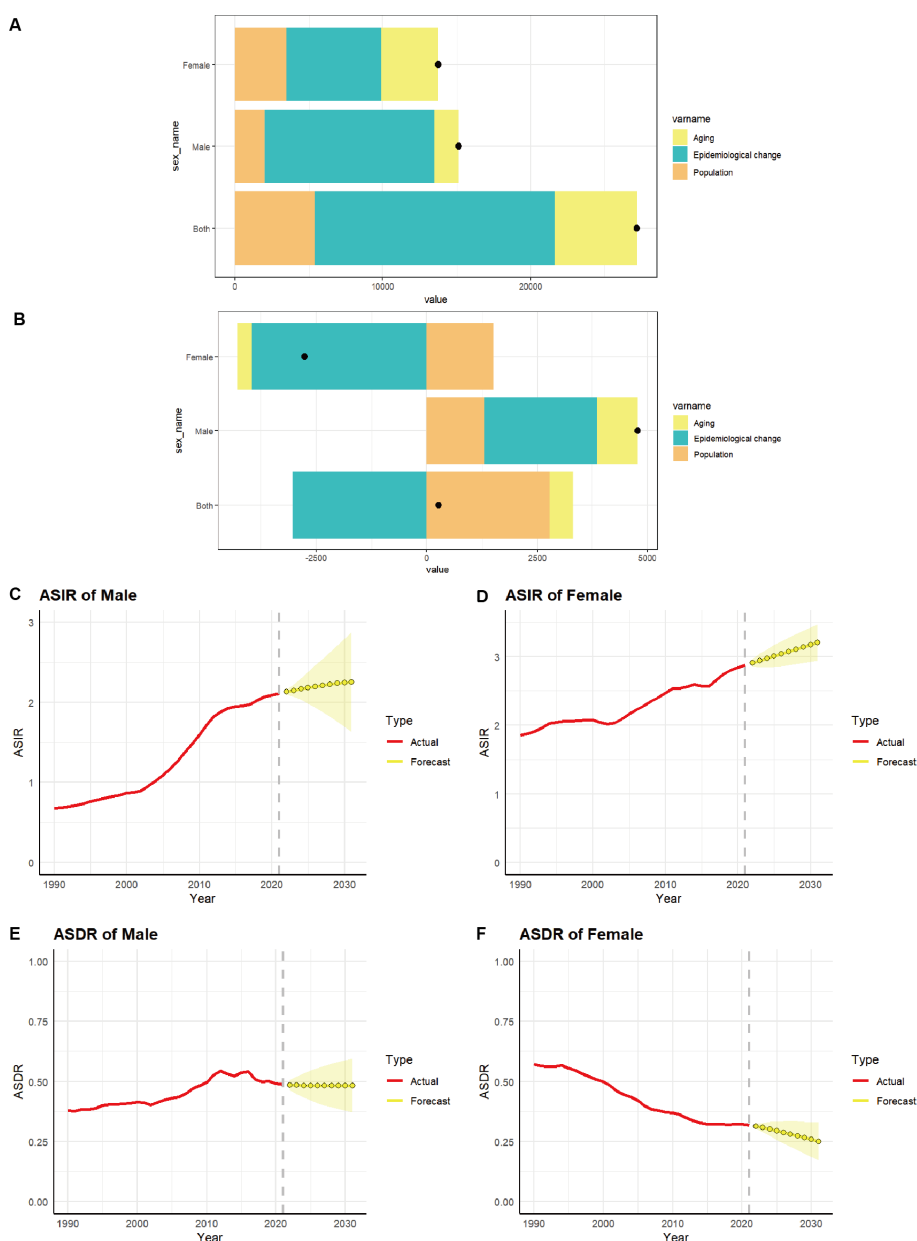 A
Female
Male
Both
sex_name
0
10000
20000
value
varname
Aging
Epidemiological change
Population
B
Female
Male
Both
sex_name
-2500
0
2500
5000
value
varname
Aging
Epidemiological change
Population
C
ASIR of Male
3
2
1
0
ASIR
1990
2000
2010
2020
2030
Year
Type
Actual
Forecast
D
ASIR of Female
3
2
1
0
ASIR
1990
2000
2010
2020
2030
Year
Type
Actual
Forecast
E
ASDR of Male
1.00
0.75
0.50
0.25
0.00
ASDR
1990
2000
2010
2020
2030
Year
Type
Actual
Forecast
F
ASDR of Female
1.00
0.75
0.50
0.25
0.00
ASDR
1990
2000
2010
2020
2030
Year
Type
Actual
Forecast